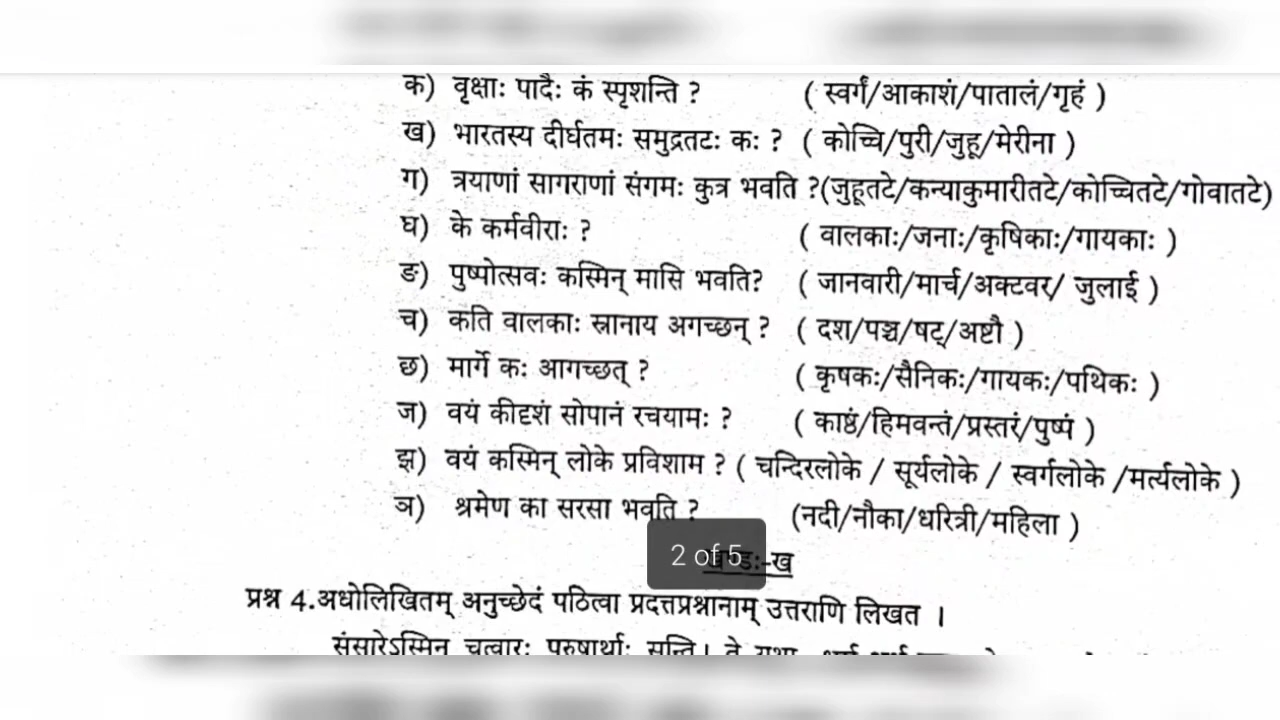 क) वृक्षाः पादैः कं स्पृशन्ति ? ( स्वर्गं/आकाशं/पातालं/गृहं )
ख) भारतस्य दीर्घतमः समुद्रतटः कः ? ( कोच्चि/पुरी/जुहू/मेरीना )
ग) त्रयाणां सागराणां संगमः कुत्र भवति ?(जुहूतटे/कन्याकुमारीतटे/कोच्चितटे/गोवातटे)
घ) के कर्मवीराः ? ( वालकाः/जनाः/कृषिकाः/गायकाः )
ङ) पुष्पोत्सवः कस्मिन् मासि भवति? ( जानवारी/मार्च/अक्टवर/ जुलाई )
च) कति वालकाः स्नानाय अगच्छन् ? ( दश/पञ्च/षट्/अष्टौ )
छ) मार्गे कः आगच्छत् ? ( कृषकः/सैनिकः/गायकः/पथिकः )
ज) वयं कीदृशं सोपानं रचयामः ? ( काष्ठं/हिमवन्तं/प्रस्तरं/पुष्पं )
झ) वयं कस्मिन् लोके प्रविशाम ? ( चन्दिरलोके / सूर्यलोके / स्वर्गलोके /मर्त्यलोके )
ञ) श्रमेण का सरसा भवति ? (नदी/नौका/धरित्री/महिला )
2 of 5
खण्डः-ख
प्रश्न 4.अधोलिखितम् अनुच्छेदं पठित्वा प्रदत्तप्रश्नानाम् उत्तराणि लिखत ।
संसारेऽस्मिन् चत्वारः पुरुषार्थाः सन्ति। ते यथा